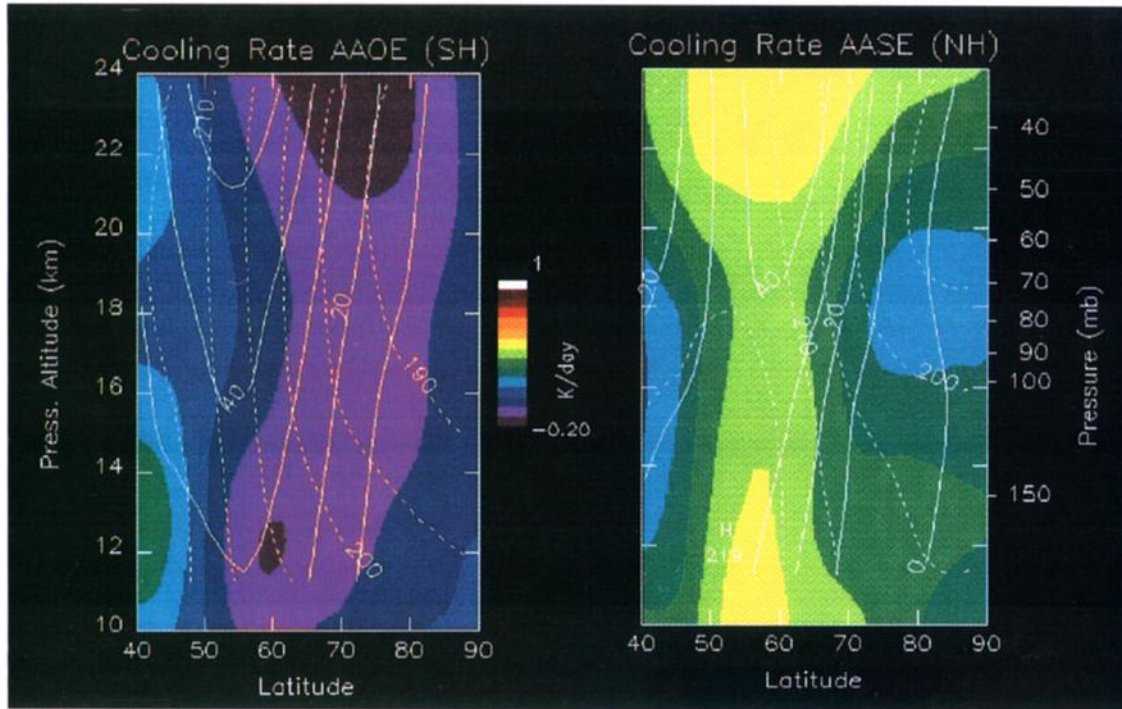 Cooling Rate AAOE (SH)
Cooling Rate AASE (NH)
Press. Altitude (km)
24
22
20
18
16
14
12
10
40 50 60 70 80 90
Latitude
210
40
20
190
200
1
K/day
-0.20
20
40
20
200
H
219
0
40 50 60 70 80 90
Latitude
40
50
60
70
80
90
100
150
Pressure (mb)